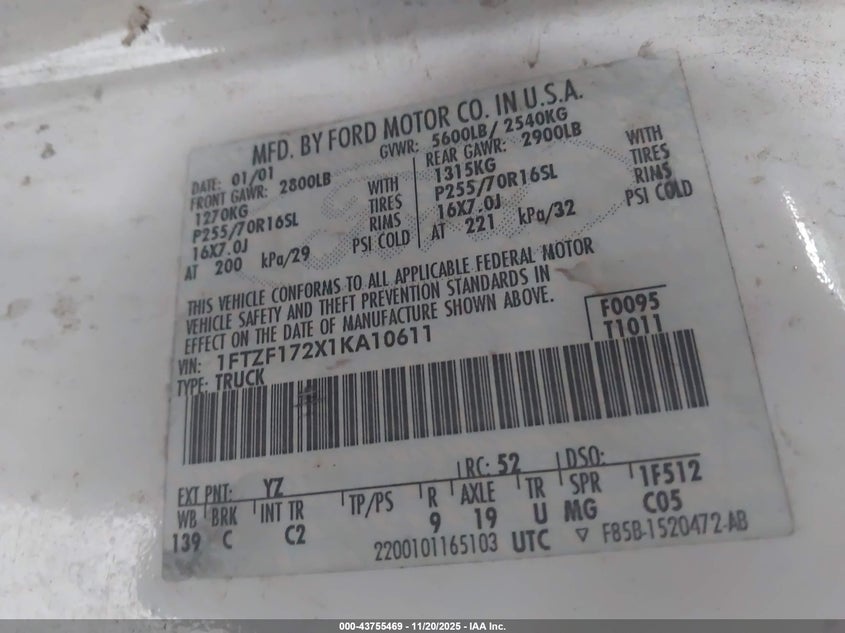 MFD. BY FORD MOTOR CO. IN U.S.A.
DATE: 01/01 GVWR: 5600LB/ 2540KG
FRONT GAWR: 2800LB REAR GAWR: 2900LB
1270KG WITH 1315KG WITH
P255/70R16SL TIRES P255/70R16SL TIRES
16X7.0J RIMS 16X7.0J RIMS
AT 200 kPa/29 PSI COLD AT 221 kPa/32 PSI COLD
THIS VEHICLE CONFORMS TO ALL APPLICABLE FEDERAL MOTOR
VEHICLE SAFETY AND THEFT PREVENTION STANDARDS IN
EFFECT ON THE DATE OF MANUFACTURE SHOWN ABOVE.
VIN: 1FTZF172X1KA10611 F0095
TYPE: TRUCK T1011
EXT PNT: YZ RC: 52 DSO:
WB BRK INT TR TP/PS R AXLE TR SPR 1F512
139 C C2 9 19 U MG C05
2200101165103 UTC ▽ F85B-1520472-AB
000-43755469 - 11/20/2025 - IAA Inc.